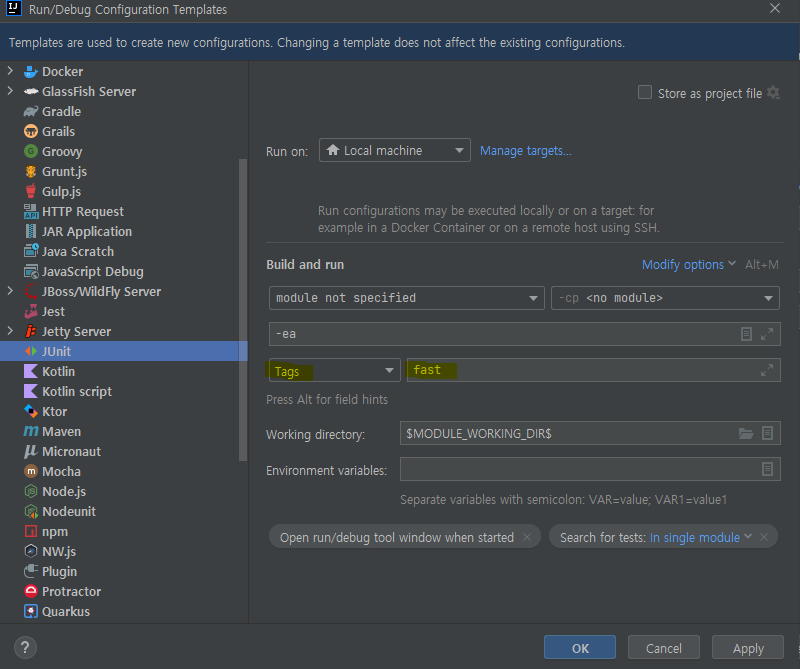 IJ
Run/Debug Configuration Templates
Templates are used to create new configurations. Changing a template does not affect the existing configurations.
Docker
GlassFish Server
Gradle
Grails
Groovy
Grunt.js
Gulp.js
HTTP Request
JAR Application
Java Scratch
JavaScript Debug
JBoss/WildFly Server
Jest
Jetty Server
JUnit
Kotlin
Kotlin script
Ktor
Maven
Micronaut
Mocha
Node.js
Nodeunit
npm
NW.js
Plugin
Protractor
Quarkus
Store as project file
Run on: Local machine Manage targets...
Run configurations may be executed locally or on a target: for
example in a Docker Container or on a remote host using SSH.
Build and run Modify options Alt+M
module not specified -cp <no module>
-ea
Tags fast
Press Alt for field hints
Working directory: $MODULE_WORKING_DIR$
Environment variables:
Separate variables with semicolon: VAR=value; VAR1=value1
Open run/debug tool window when started × Search for tests: In single module ×
? OK Cancel Apply